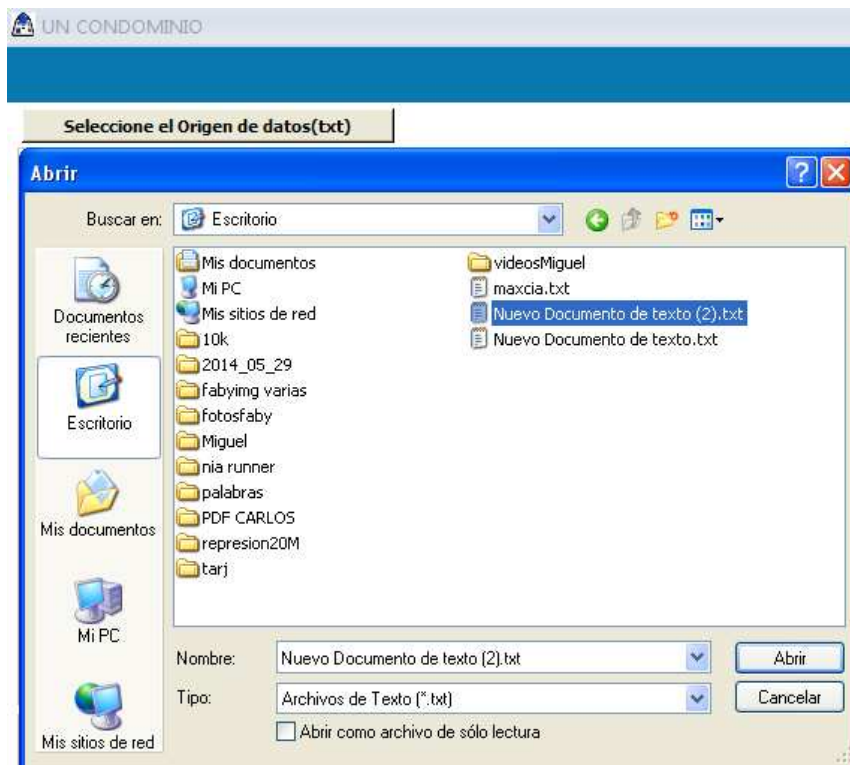 UN CONDOMINIO
Seleccione el Origen de datos(txt)
Abrir
Buscar en: Escritorio
Documentos recientes
Escritorio
Mis documentos
Mi PC
Mis sitios de red
Mis documentos
Mi PC
Mis sitios de red
10k
2014_05_29
fabyimg varias
fotosfaby
Miguel
nia runner
palabras
PDF CARLOS
represion20M
tarj
videosMiguel
maxcia.txt
Nuevo Documento de texto (2).txt
Nuevo Documento de texto.txt
Nombre: Nuevo Documento de texto (2).txt Abrir
Tipo: Archivos de Texto (*.txt) Cancelar
Abrir como archivo de sólo lectura